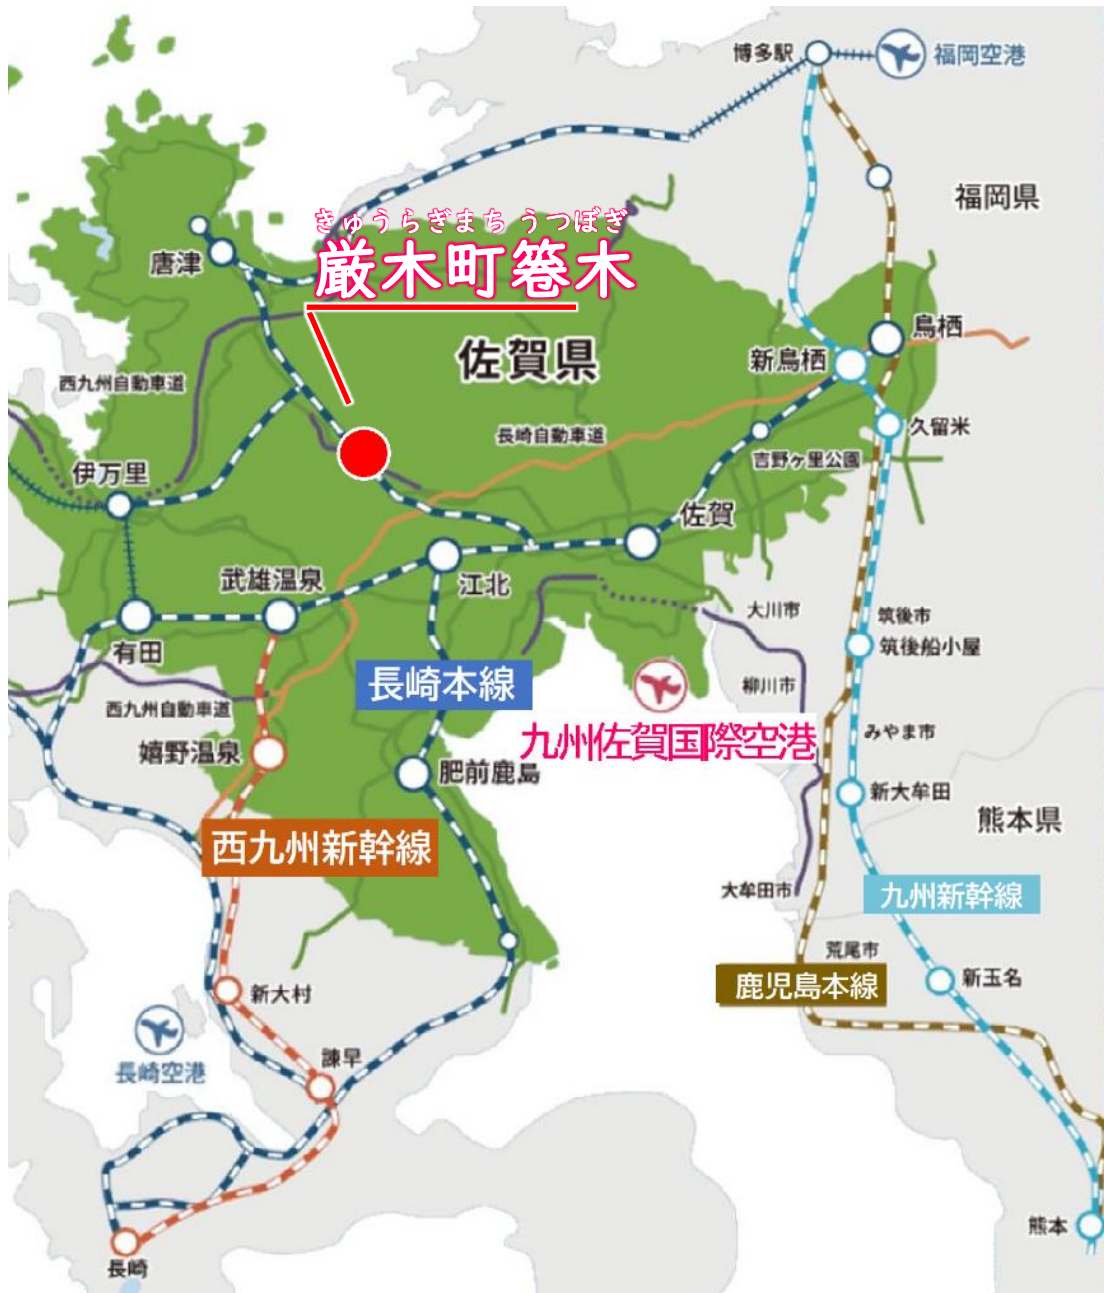 博多駅
福岡空港
福岡県
きゅうらぎまち うつぼぎ
厳木町箞木
唐津
佐賀県
鳥栖
新鳥栖
西九州自動車道
長崎自動車道
久留米
吉野ヶ里公園
伊万里
佐賀
武雄温泉
江北
大川市
筑後市
筑後船小屋
有田
長崎本線
柳川市
西九州自動車道
みやま市
嬉野温泉
九州佐賀国際空港
肥前鹿島
新大牟田
熊本県
西九州新幹線
大牟田市
九州新幹線
荒尾市
新大村
鹿児島本線
新玉名
諫早
長崎空港
熊本
長崎